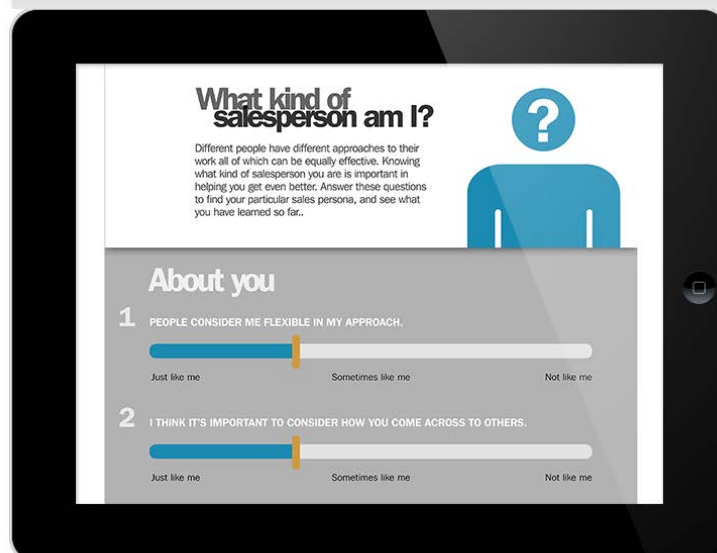 What kind of
salesperson am I?
?
Different people have different approaches to their
work all of which can be equally effective. Knowing
what kind of salesperson you are is important in
helping you get even better. Answer these questions
to find your particular sales persona, and see what
you have learned so far..
About you
1 PEOPLE CONSIDER ME FLEXIBLE IN MY APPROACH.
Just like me Sometimes like me Not like me
2 I THINK IT'S IMPORTANT TO CONSIDER HOW YOU COME ACROSS TO OTHERS.
Just like me Sometimes like me Not like me